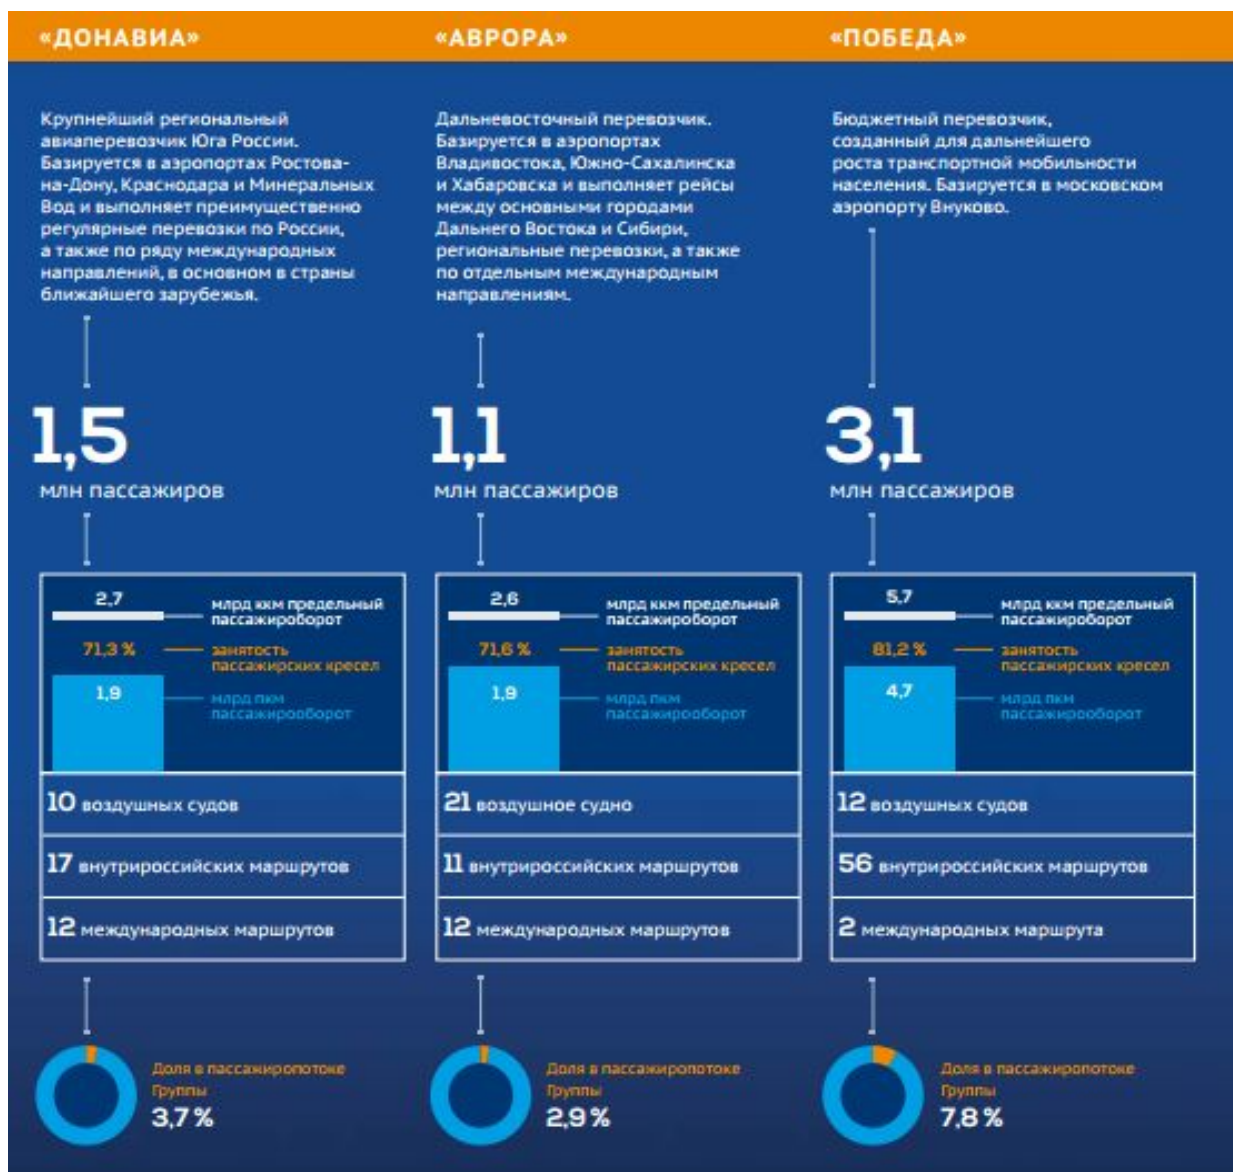 «ДОНАВИА»
Крупнейший региональный
авиаперевозчик Юга России.
Базируется в аэропортах Ростова-
на-Дону, Краснодара и Минеральных
Вод и выполняет преимущественно
регулярные перевозки по России,
а также по ряду международных
направлений, в основном в страны
ближайшего зарубежья.
1,5
млн пассажиров
2,7
млрд ккм предельный
пассажирооборот
71,3 %
занятость
пассажирских кресел
1,9
млрд пкм
пассажирооборот
10 воздушных судов
17 внутрироссийских маршрутов
12 международных маршрутов
Доля в пассажиропотоке
Группы
3,7 %
«АВРОРА»
Дальневосточный перевозчик.
Базируется в аэропортах
Владивостока, Южно-Сахалинска
и Хабаровска и выполняет рейсы
между основными городами
Дальнего Востока и Сибири,
региональные перевозки, а также
по отдельным международным
направлениям.
1,1
млн пассажиров
2,6
млрд ккм предельный
пассажирооборот
71,6 %
занятость
пассажирских кресел
1,9
млрд пкм
пассажирооборот
21 воздушное судно
11 внутрироссийских маршрутов
12 международных маршрутов
Доля в пассажиропотоке
Группы
2,9 %
«ПОБЕДА»
Бюджетный перевозчик,
созданный для дальнейшего
роста транспортной мобильности
населения. Базируется в московском
аэропорту Внуково.
3,1
млн пассажиров
5,7
млрд ккм предельный
пассажирооборот
81,2 %
занятость
пассажирских кресел
4,7
млрд пкм
пассажирооборот
12 воздушных судов
56 внутрироссийских маршрутов
2 международных маршрута
Доля в пассажиропотоке
Группы
7,8 %